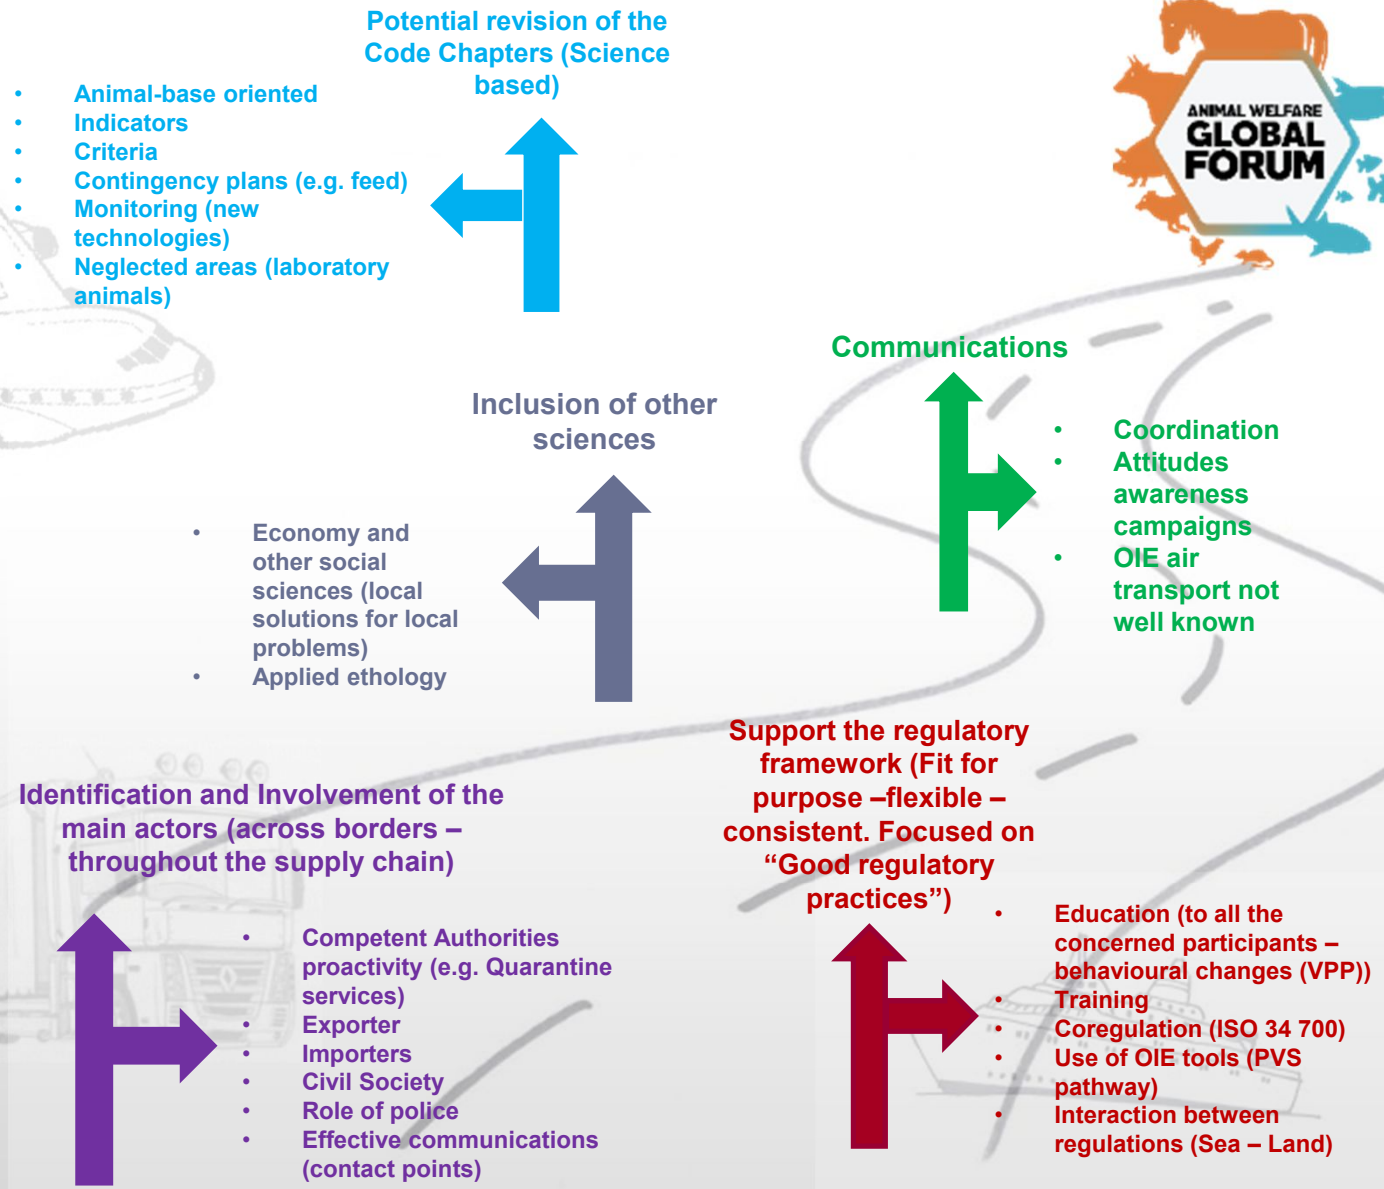 Potential revision of the
Code Chapters (Science
based)
• Animal-base oriented
• Indicators
• Criteria
• Contingency plans (e.g. feed)
• Monitoring (new
technologies)
• Neglected areas (laboratory
animals)
ANIMAL WELFARE
GLOBAL
FORUM
Communications
• Coordination
• Attitudes
awareness
campaigns
• OIE air
transport not
well known
Inclusion of other
sciences
• Economy and
other social
sciences (local
solutions for local
problems)
• Applied ethology
Identification and Involvement of the
main actors (across borders –
throughout the supply chain)
• Competent Authorities
proactivity (e.g. Quarantine
services)
• Exporter
• Importers
• Civil Society
• Role of police
• Effective communications
(contact points)
Support the regulatory
framework (Fit for
purpose –flexible –
consistent. Focused on
“Good regulatory
practices”)
• Education (to all the
concerned participants –
behavioural changes (VPP))
• Training
• Coregulation (ISO 34 700)
• Use of OIE tools (PVS
pathway)
• Interaction between
regulations (Sea – Land)